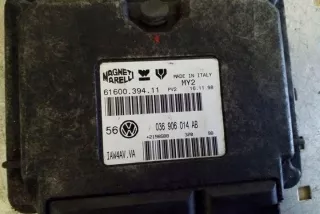 MAGNETI
MARELLI
MADE IN ITALY
MY2
61600.394.11 PV2 16.11.98
56 036 906 014 AB
IAW4AV.VA